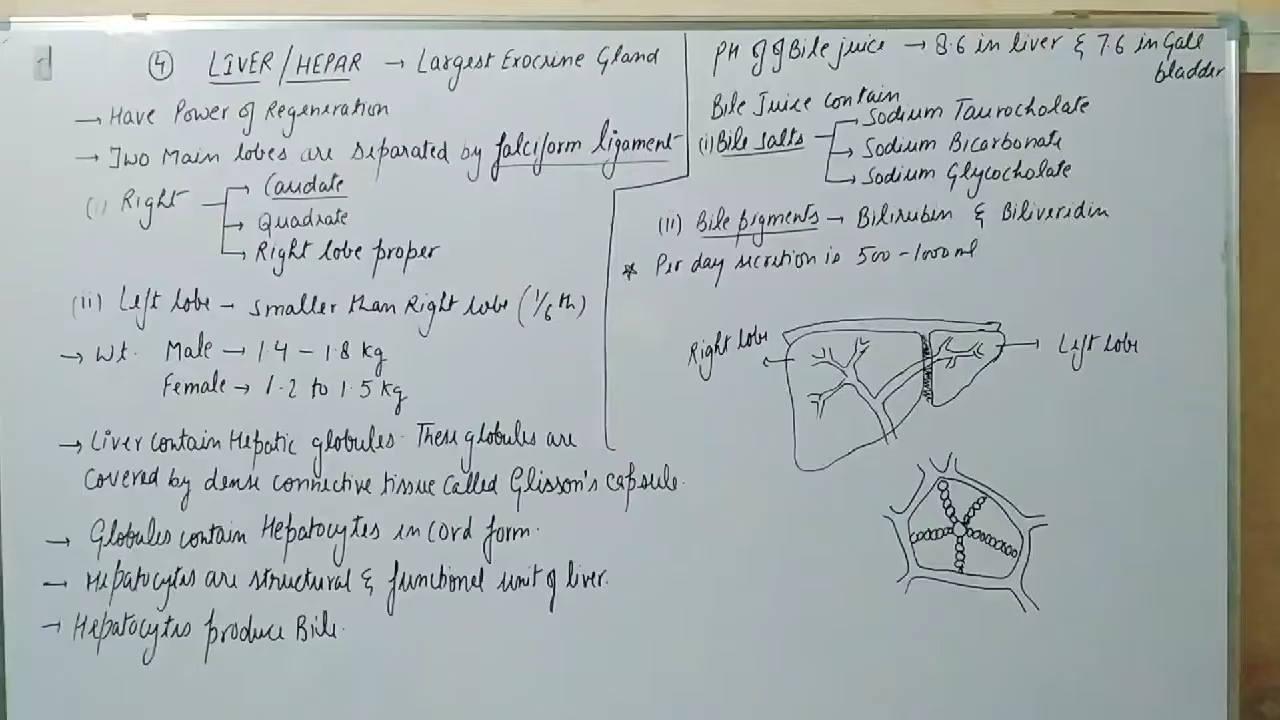 ④ LIVER/HEPAR → Largest Exocrine Gland
→ Have Power of Regeneration
→ Two Main lobes are separated by falciform ligament
(i) Right → Caudate
→ Quadrate
→ Right lobe proper
(ii) Left lobe → smaller than Right lobe (1/6 th)
→ Wt. Male → 1.4 – 1.8 kg
Female → 1.2 to 1.5 kg
→ Liver contain Hepatic globules. These globules are
covered by dense connective tissue called Glisson's capsule.
→ Globules contain Hepatocytes in cord form.
→ Hepatocytes are structural & functional unit of liver.
→ Hepatocytes produce Bile.
PH of g Bile juice → 8.6 in liver & 7.6 in Gall
bladder
Bile Juice contain
(i) Bile salts → Sodium Taurocholate
→ Sodium Bicarbonate
→ Sodium Glycocholate
(ii) Bile pigments → Bilirubin & Biliveridin
* Per day secretion is 500 – 1000 ml
Right lobe
Left lobe